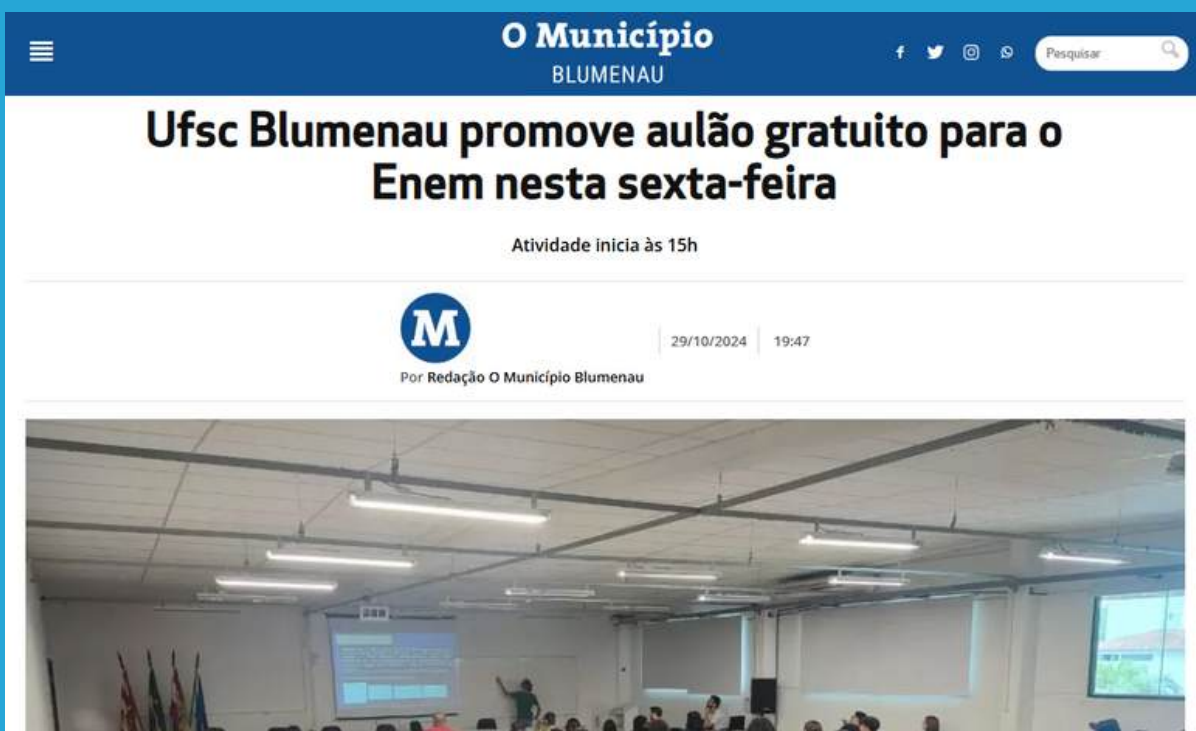 O Município
BLUMENAU
Pesquisar
Ufsc Blumenau promove aulão gratuito para o
Enem nesta sexta-feira
Atividade inicia às 15h
M
29/10/2024 19:47
Por Redação O Município Blumenau